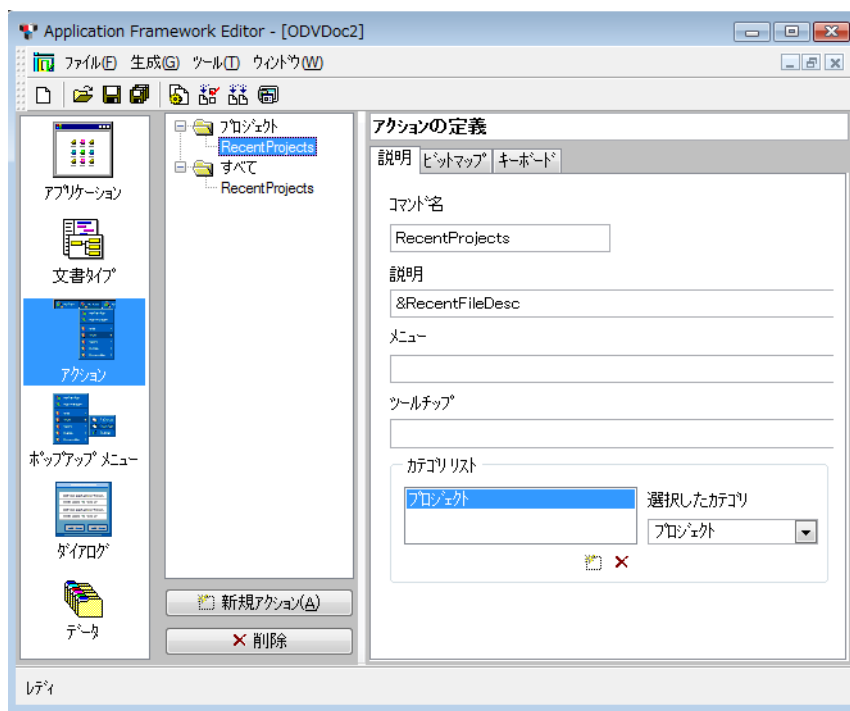 Application Framework Editor - [ODVDoc2]
ﾌｧｲﾙ(F) 生成(G) ﾂｰﾙ(T) ｳｨﾝﾄﾞｳ(W)
ｱﾌﾟﾘｹｰｼｮﾝ
文書ﾀｲﾌﾟ
ｱｸｼｮﾝ
ﾎﾟｯﾌﾟｱｯﾌﾟ ﾒﾆｭｰ
ﾀﾞｲｱﾛｸﾞ
ﾃﾞｰﾀ
ﾌﾟﾛｼﾞｪｸﾄ
RecentProjects
すべて
RecentProjects
新規ｱｸｼｮﾝ(A)
削除
ｱｸｼｮﾝの定義
説明 ﾋﾞｯﾄﾏｯﾌﾟ ｷｰﾎﾞｰﾄﾞ
ｺﾏﾝﾄﾞ名
RecentProjects
説明
&RecentFileDesc
ﾒﾆｭｰ
ﾂｰﾙﾁｯﾌﾟ
ｶﾃｺﾞﾘ ﾘｽﾄ
ﾌﾟﾛｼﾞｪｸﾄ
選択したｶﾃｺﾞﾘ
ﾌﾟﾛｼﾞｪｸﾄ
ﾚﾃﾞｨ